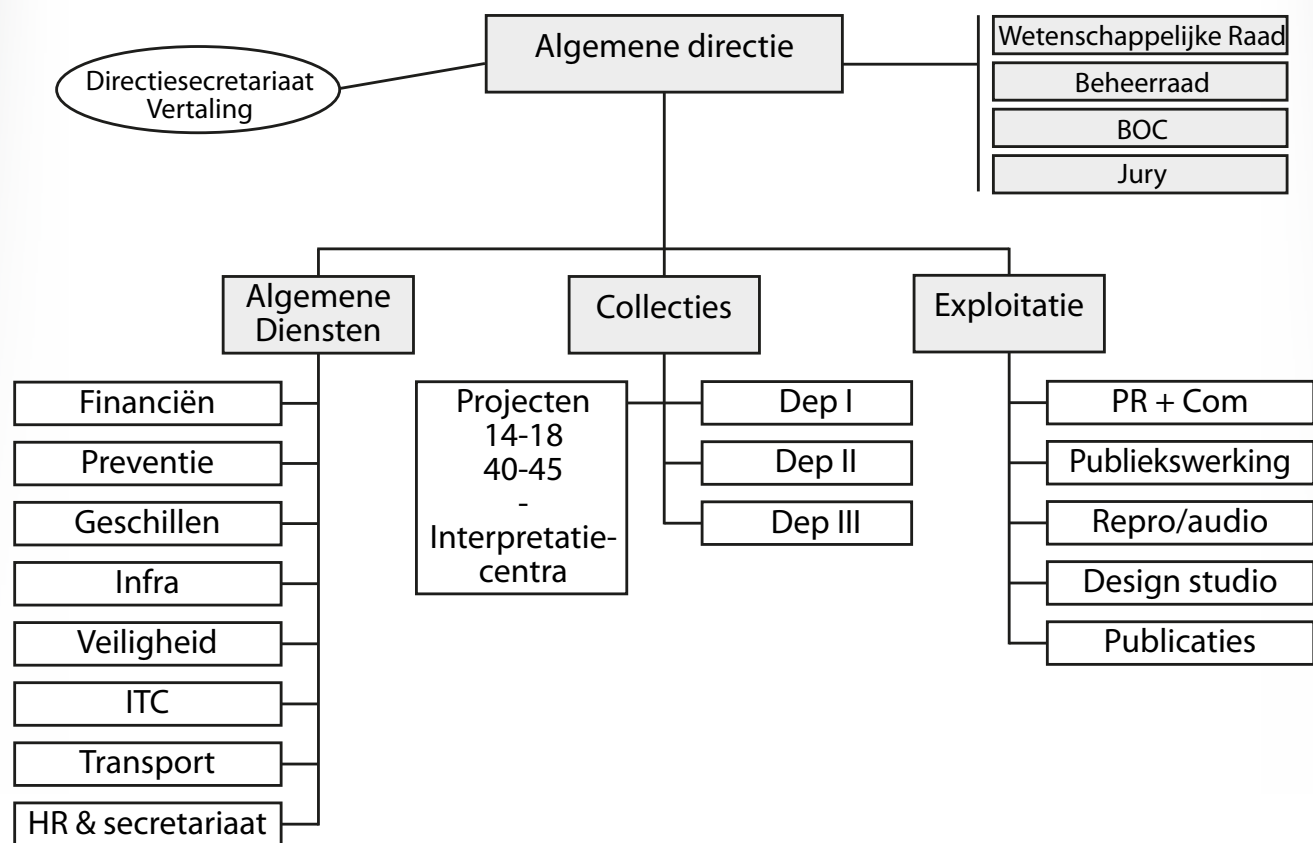 Algemene directie
Directiesecretariaat
Vertaling
Wetenschappelijke Raad
Beheerraad
BOC
Jury
Algemene
Diensten
Financiën
Preventie
Geschillen
Infra
Veiligheid
ITC
Transport
HR & secretariaat
Collecties
Projecten
14-18
40-45
-
Interpretatie-
centra
Dep I
Dep II
Dep III
Exploitatie
PR + Com
Publiekswerking
Repro/audio
Design studio
Publicaties